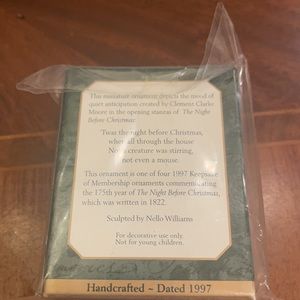 This miniature ornament depicts the mood of
quiet anticipation created by Clement Clarke
Moore in the opening stanzas of The Night
Before Christmas:
'Twas the night before Christmas,
when all through the house
Not a creature was stirring,
not even a mouse.
This ornament is one of four 1997 Keepsake
of Membership ornaments commemorating
the 175th year of The Night Before Christmas,
which was written in 1822.
Sculpted by Nello Williams
For decorative use only.
Not for young children.
Handcrafted ~ Dated 1997